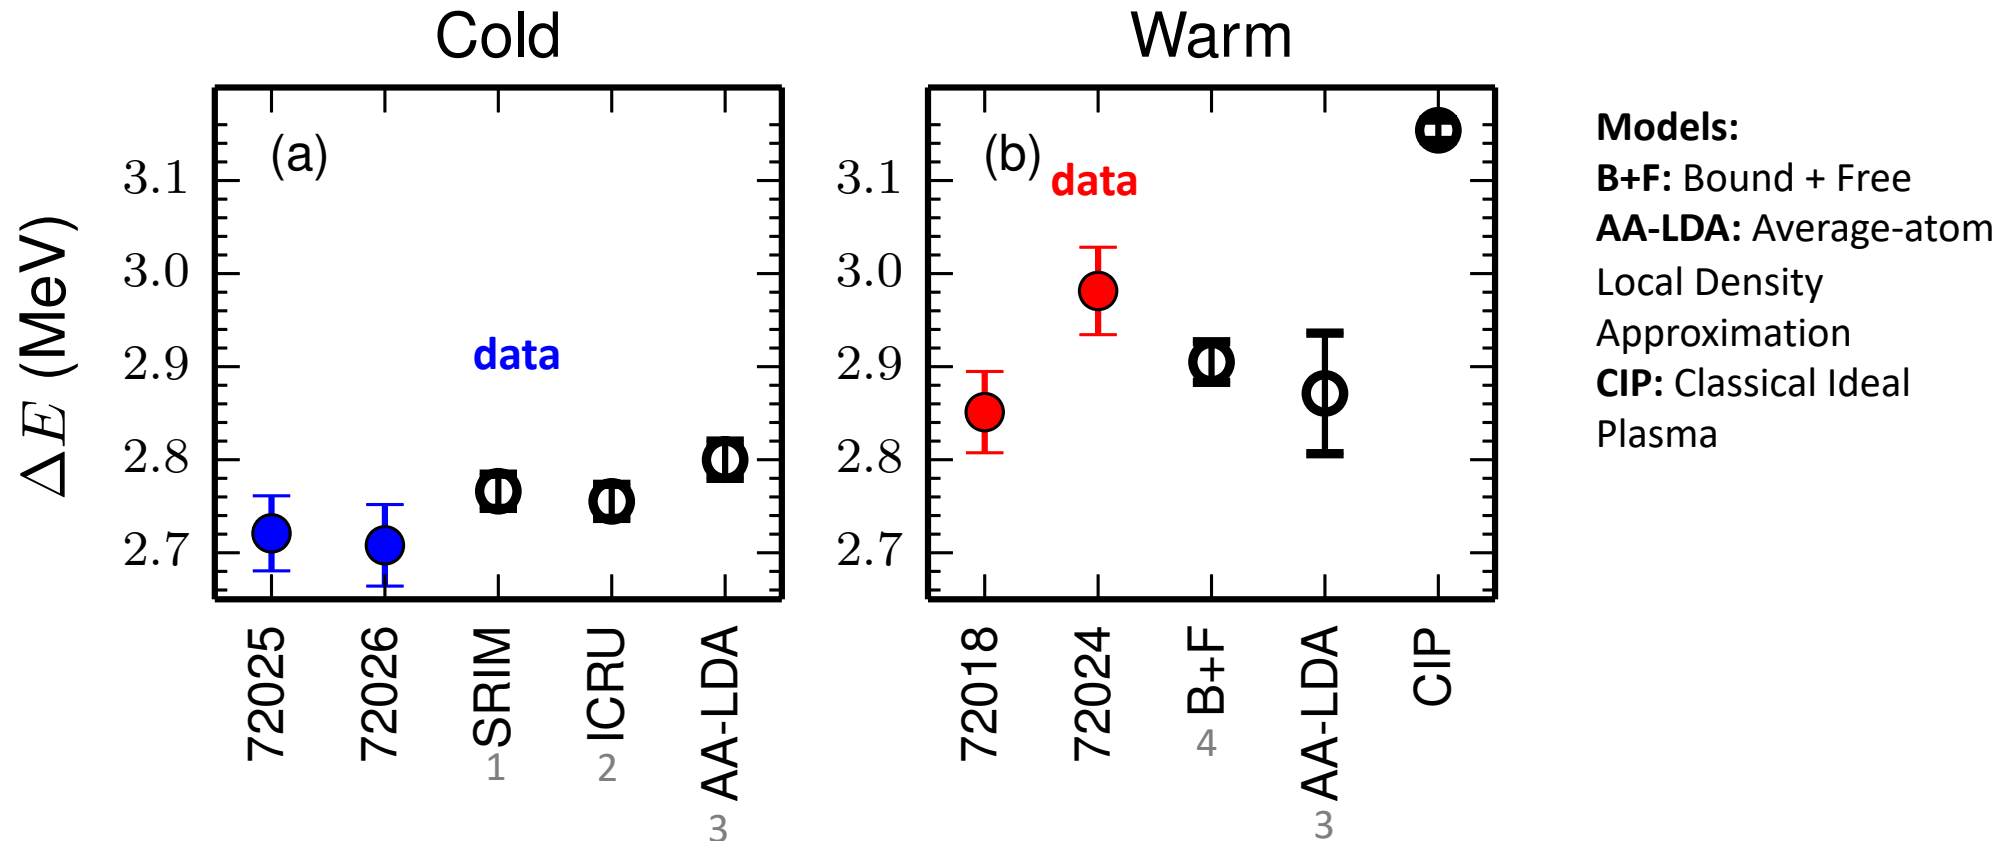 Cold
Warm
(a)
(b)
data
data
ΔE (MeV)
3.1
3.0
2.9
2.8
2.7
3.1
3.0
2.9
2.8
2.7
72025
72026
SRIM
1
ICRU
2
AA-LDA
3
72018
72024
B+F
4
AA-LDA
3
CIP
Models:
B+F: Bound + Free
AA-LDA: Average-atom
Local Density
Approximation
CIP: Classical Ideal
Plasma